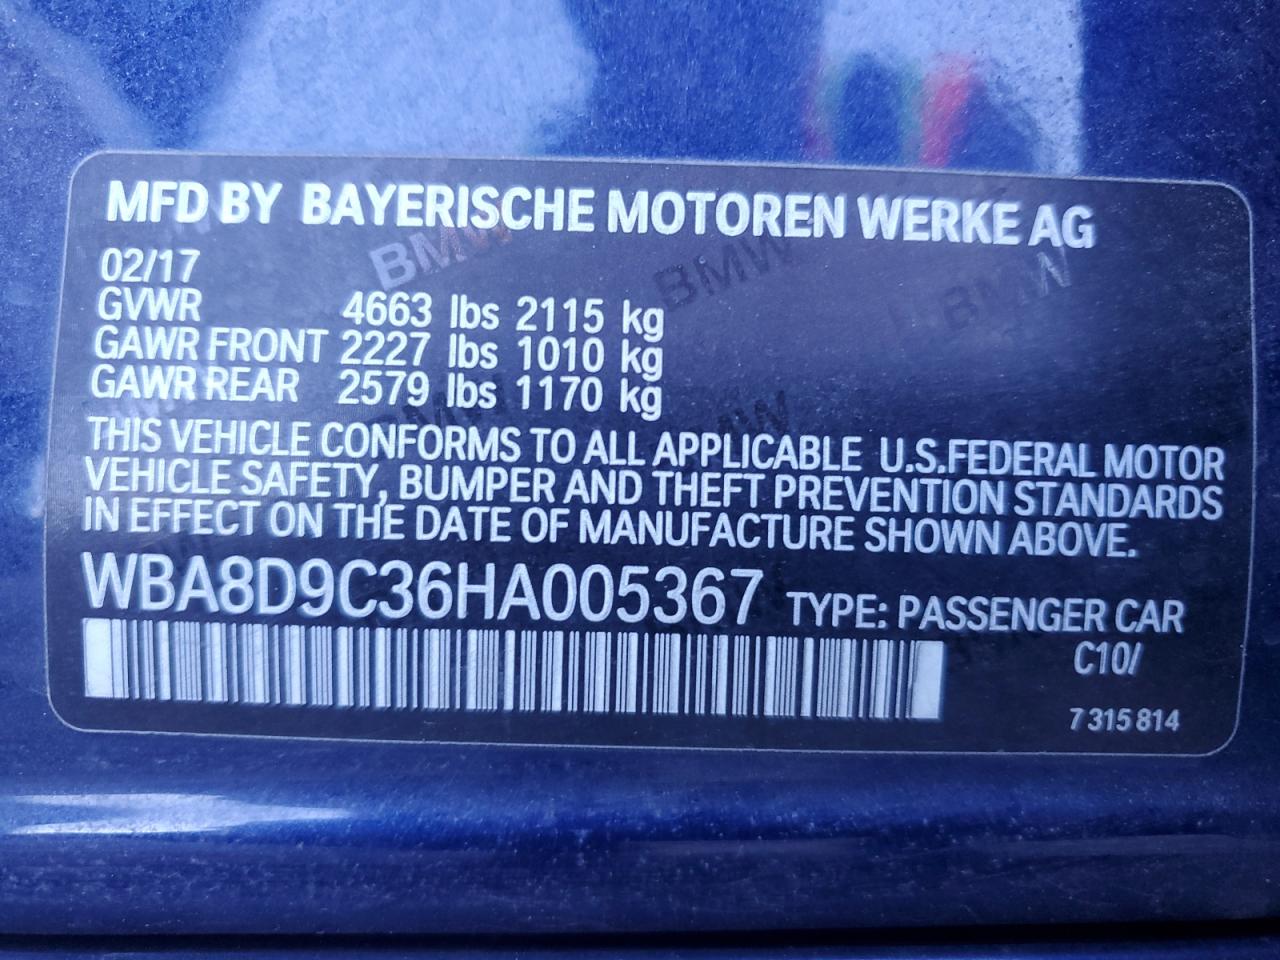 MFD BY BAYERISCHE MOTOREN WERKE AG
02/17
GVWR 4663 lbs 2115 kg
GAWR FRONT 2227 lbs 1010 kg
GAWR REAR 2579 lbs 1170 kg
THIS VEHICLE CONFORMS TO ALL APPLICABLE U.S.FEDERAL MOTOR
VEHICLE SAFETY, BUMPER AND THEFT PREVENTION STANDARDS
IN EFFECT ON THE DATE OF MANUFACTURE SHOWN ABOVE.
WBA8D9C36HA005367 TYPE: PASSENGER CAR
C10/
7 315 814
BMW BMW BMW